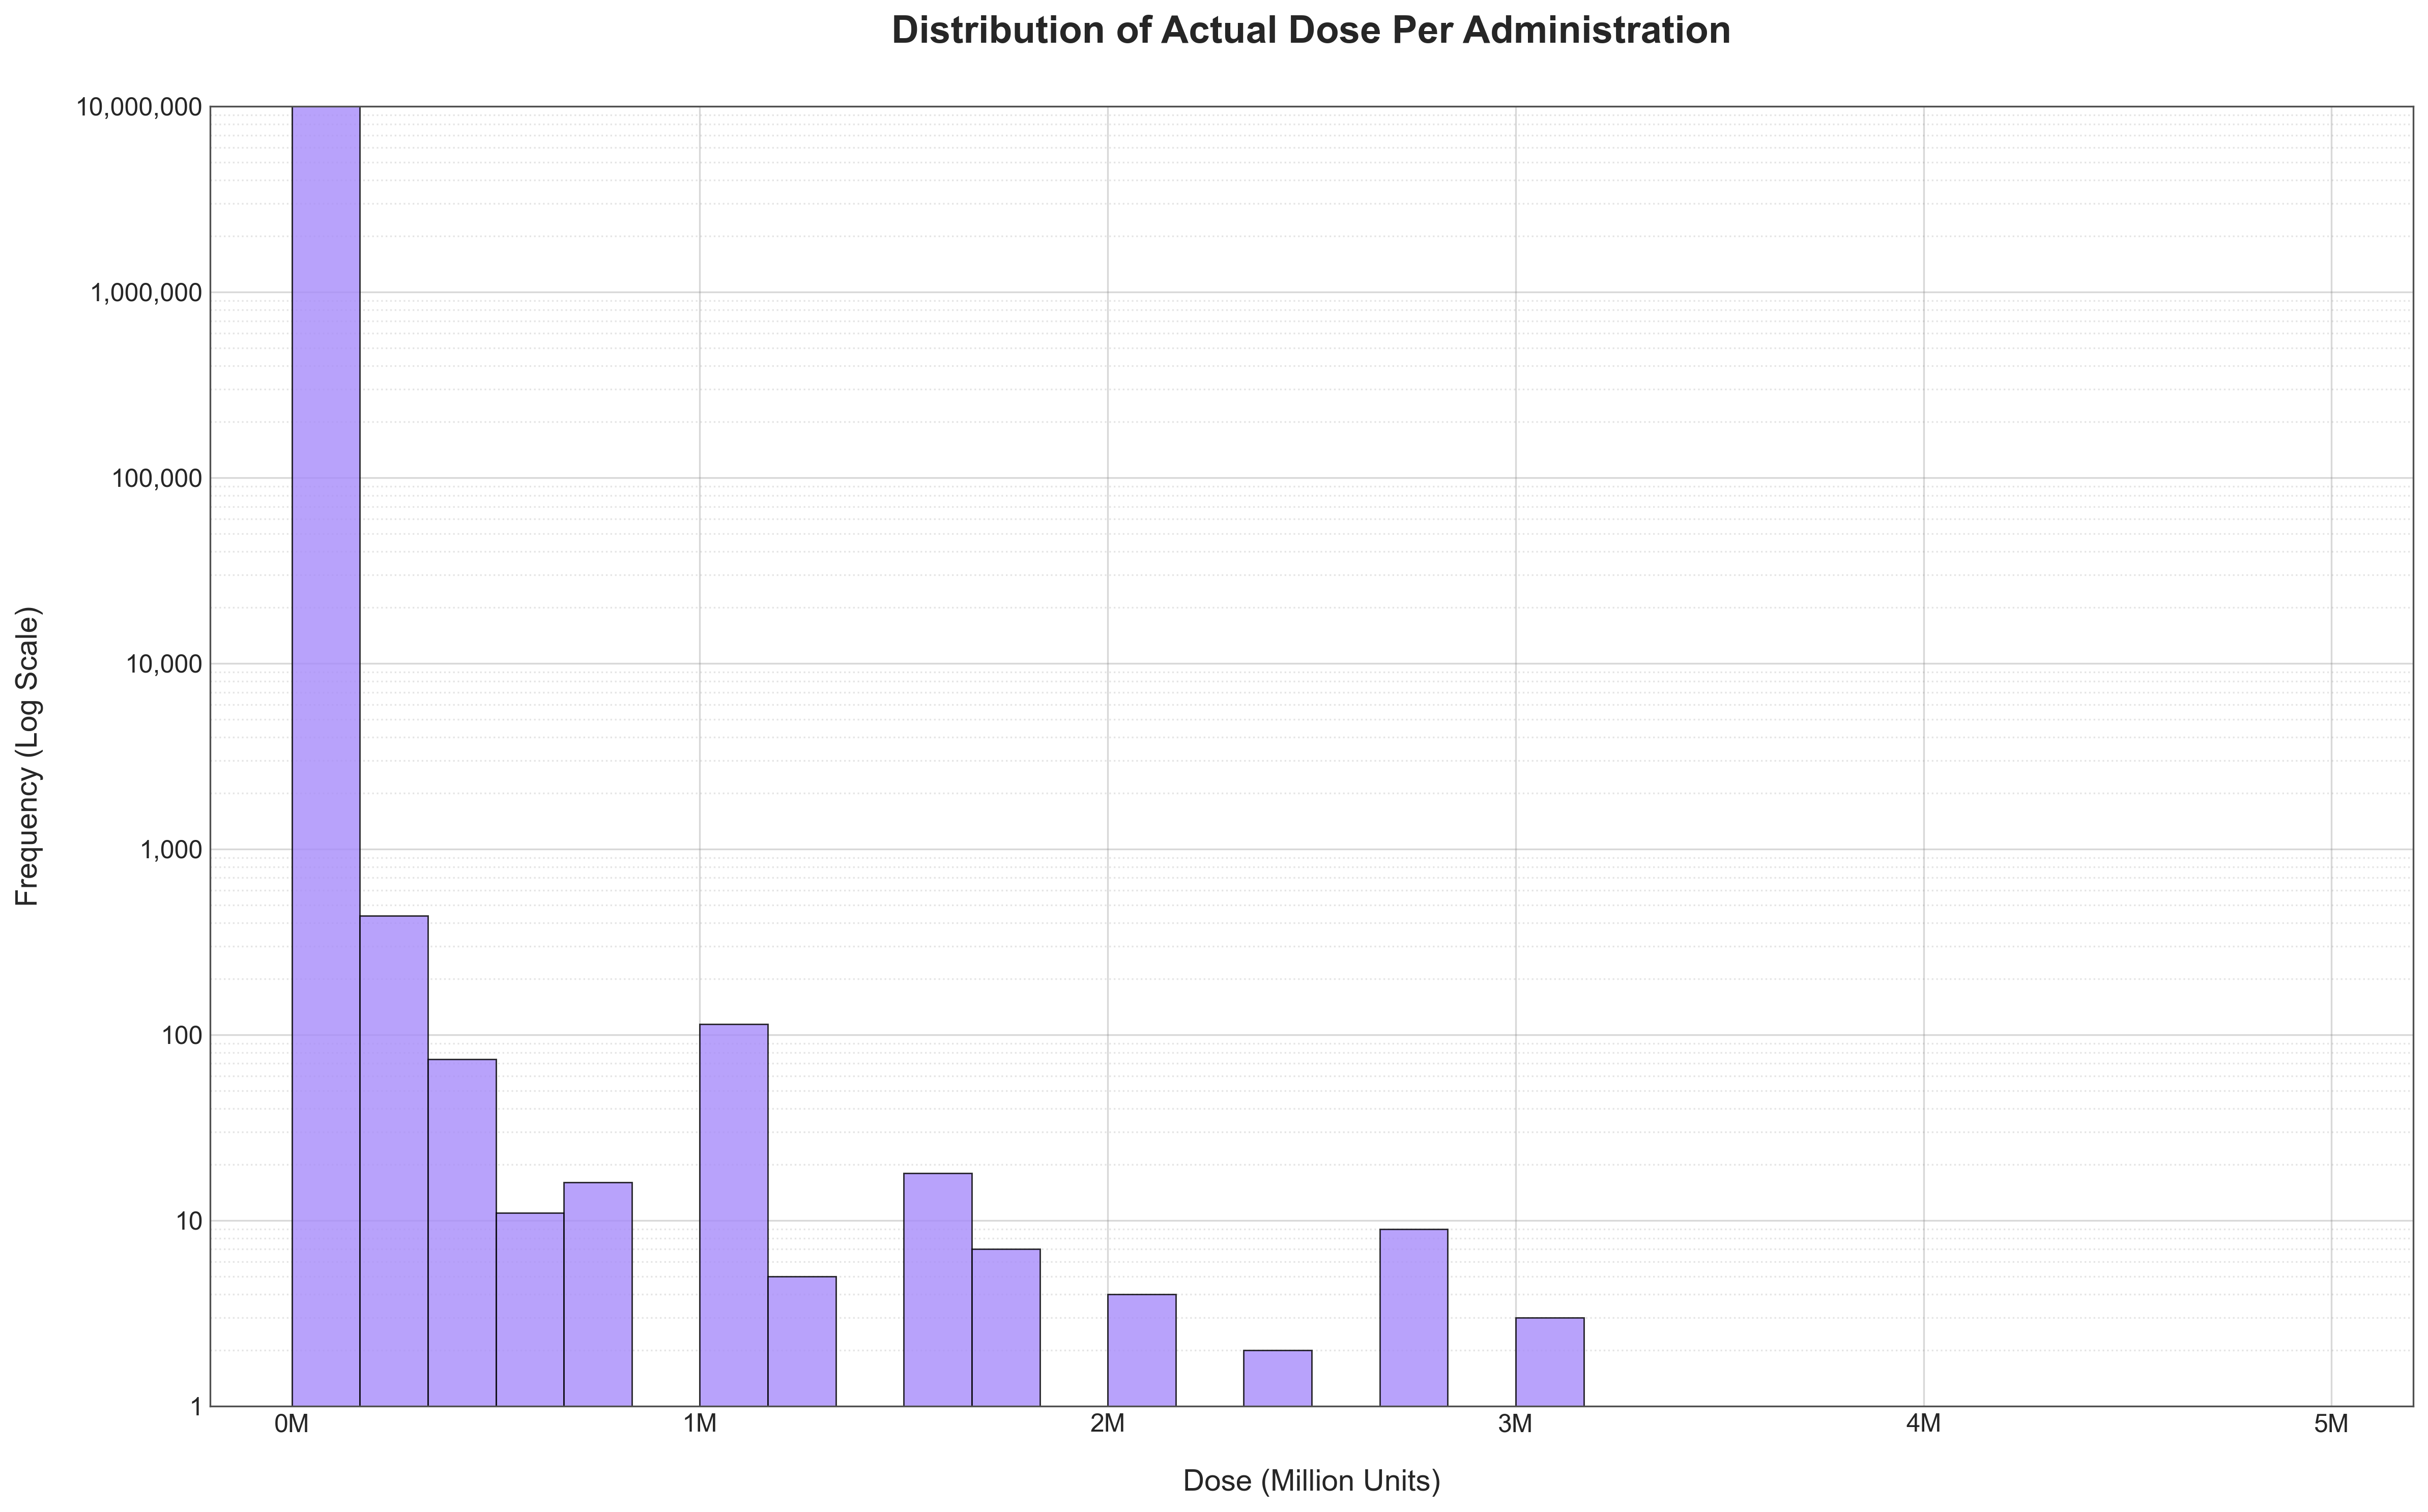 Distribution of Actual Dose Per Administration
Frequency (Log Scale)
10,000,000
1,000,000
100,000
10,000
1,000
100
10
1
0M
1M
2M
3M
4M
5M
Dose (Million Units)